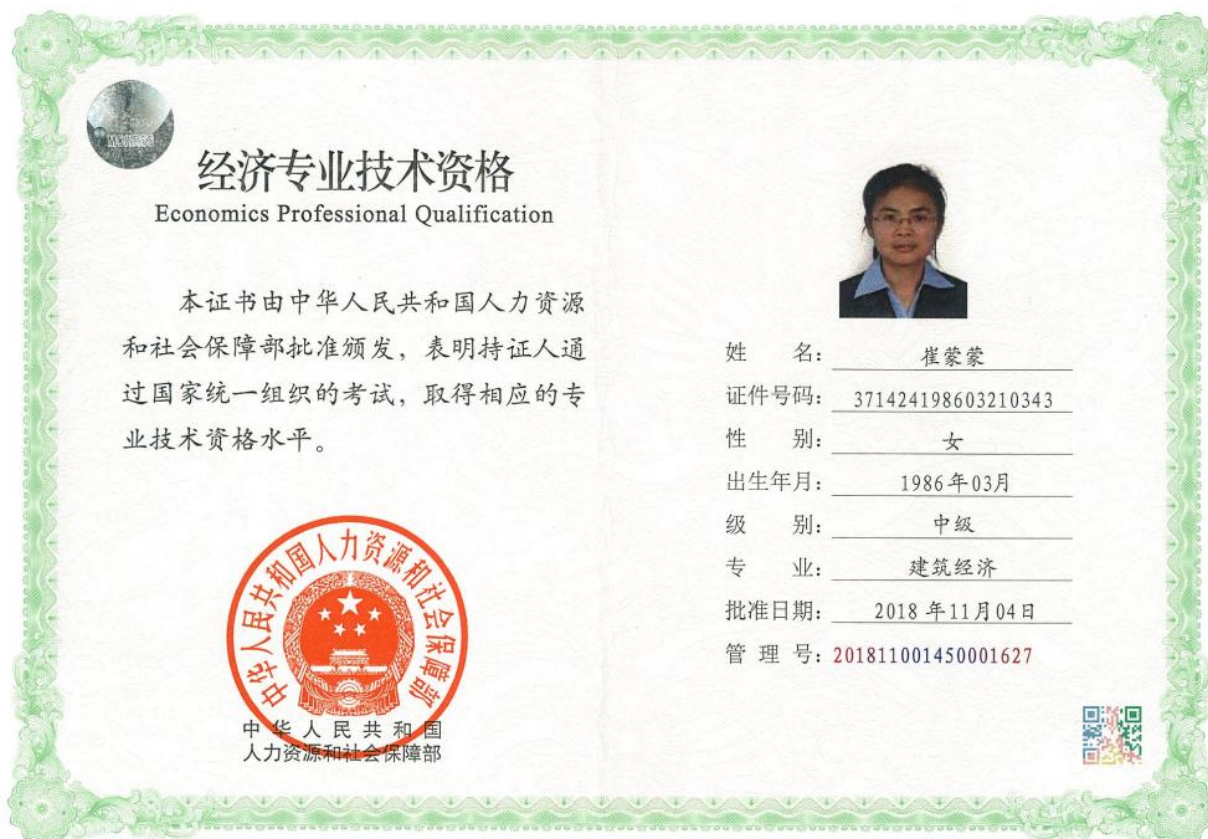 经济专业技术资格
Economics Professional Qualification
本证书由中华人民共和国人力资源
和社会保障部批准颁发，表明持证人通
过国家统一组织的考试，取得相应的专
业技术资格水平。
中华人民共和国人力资源和社会保障部
中华人民共和国
人力资源和社会保障部
姓 名：崔蒙蒙
证件号码：371424198603210343
性 别：女
出生年月：1986年03月
级 别：中级
专 业：建筑经济
批准日期：2018年11月04日
管 理 号：201811001450001627